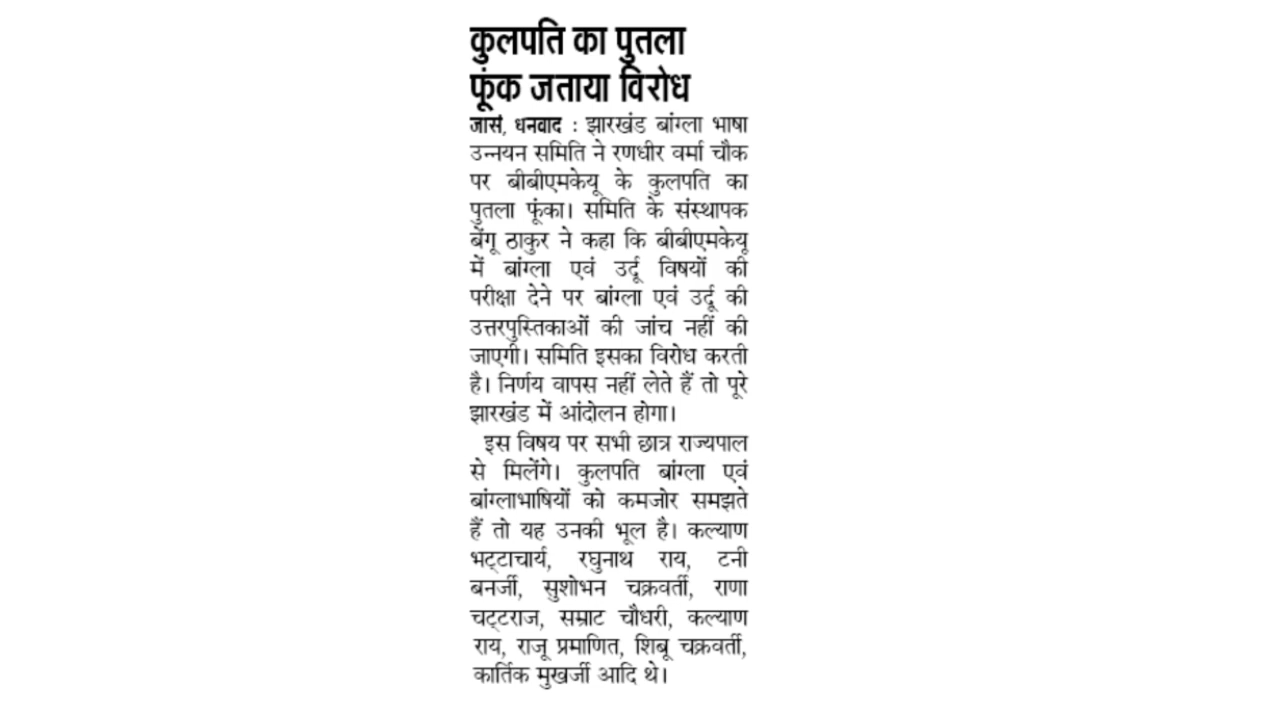 कुलपति का पुतला
फूंक जताया विरोध
जासं, धनवाद : झारखंड बांग्ला भाषा
उन्नयन समिति ने रणधीर वर्मा चौक
पर बीबीएमकेयू के कुलपति का
पुतला फूंका। समिति के संस्थापक
बेंगू ठाकुर ने कहा कि बीबीएमकेयू
में बांग्ला एवं उर्दू विषयों की
परीक्षा देने पर बांग्ला एवं उर्दू की
उत्तरपुस्तिकाओं की जांच नहीं की
जाएगी। समिति इसका विरोध करती
है। निर्णय वापस नहीं लेते हैं तो पूरे
झारखंड में आंदोलन होगा।
इस विषय पर सभी छात्र राज्यपाल
से मिलेंगे। कुलपति बांग्ला एवं
बांग्लाभाषियों को कमजोर समझते
हैं तो यह उनकी भूल है। कल्याण
भट्टाचार्य, रघुनाथ राय, टनी
बनर्जी, सुशोभन चक्रवर्ती, राणा
चट्टराज, सम्राट चौधरी, कल्याण
राय, राजू प्रमाणित, शिबू चक्रवर्ती,
कार्तिक मुखर्जी आदि थे।